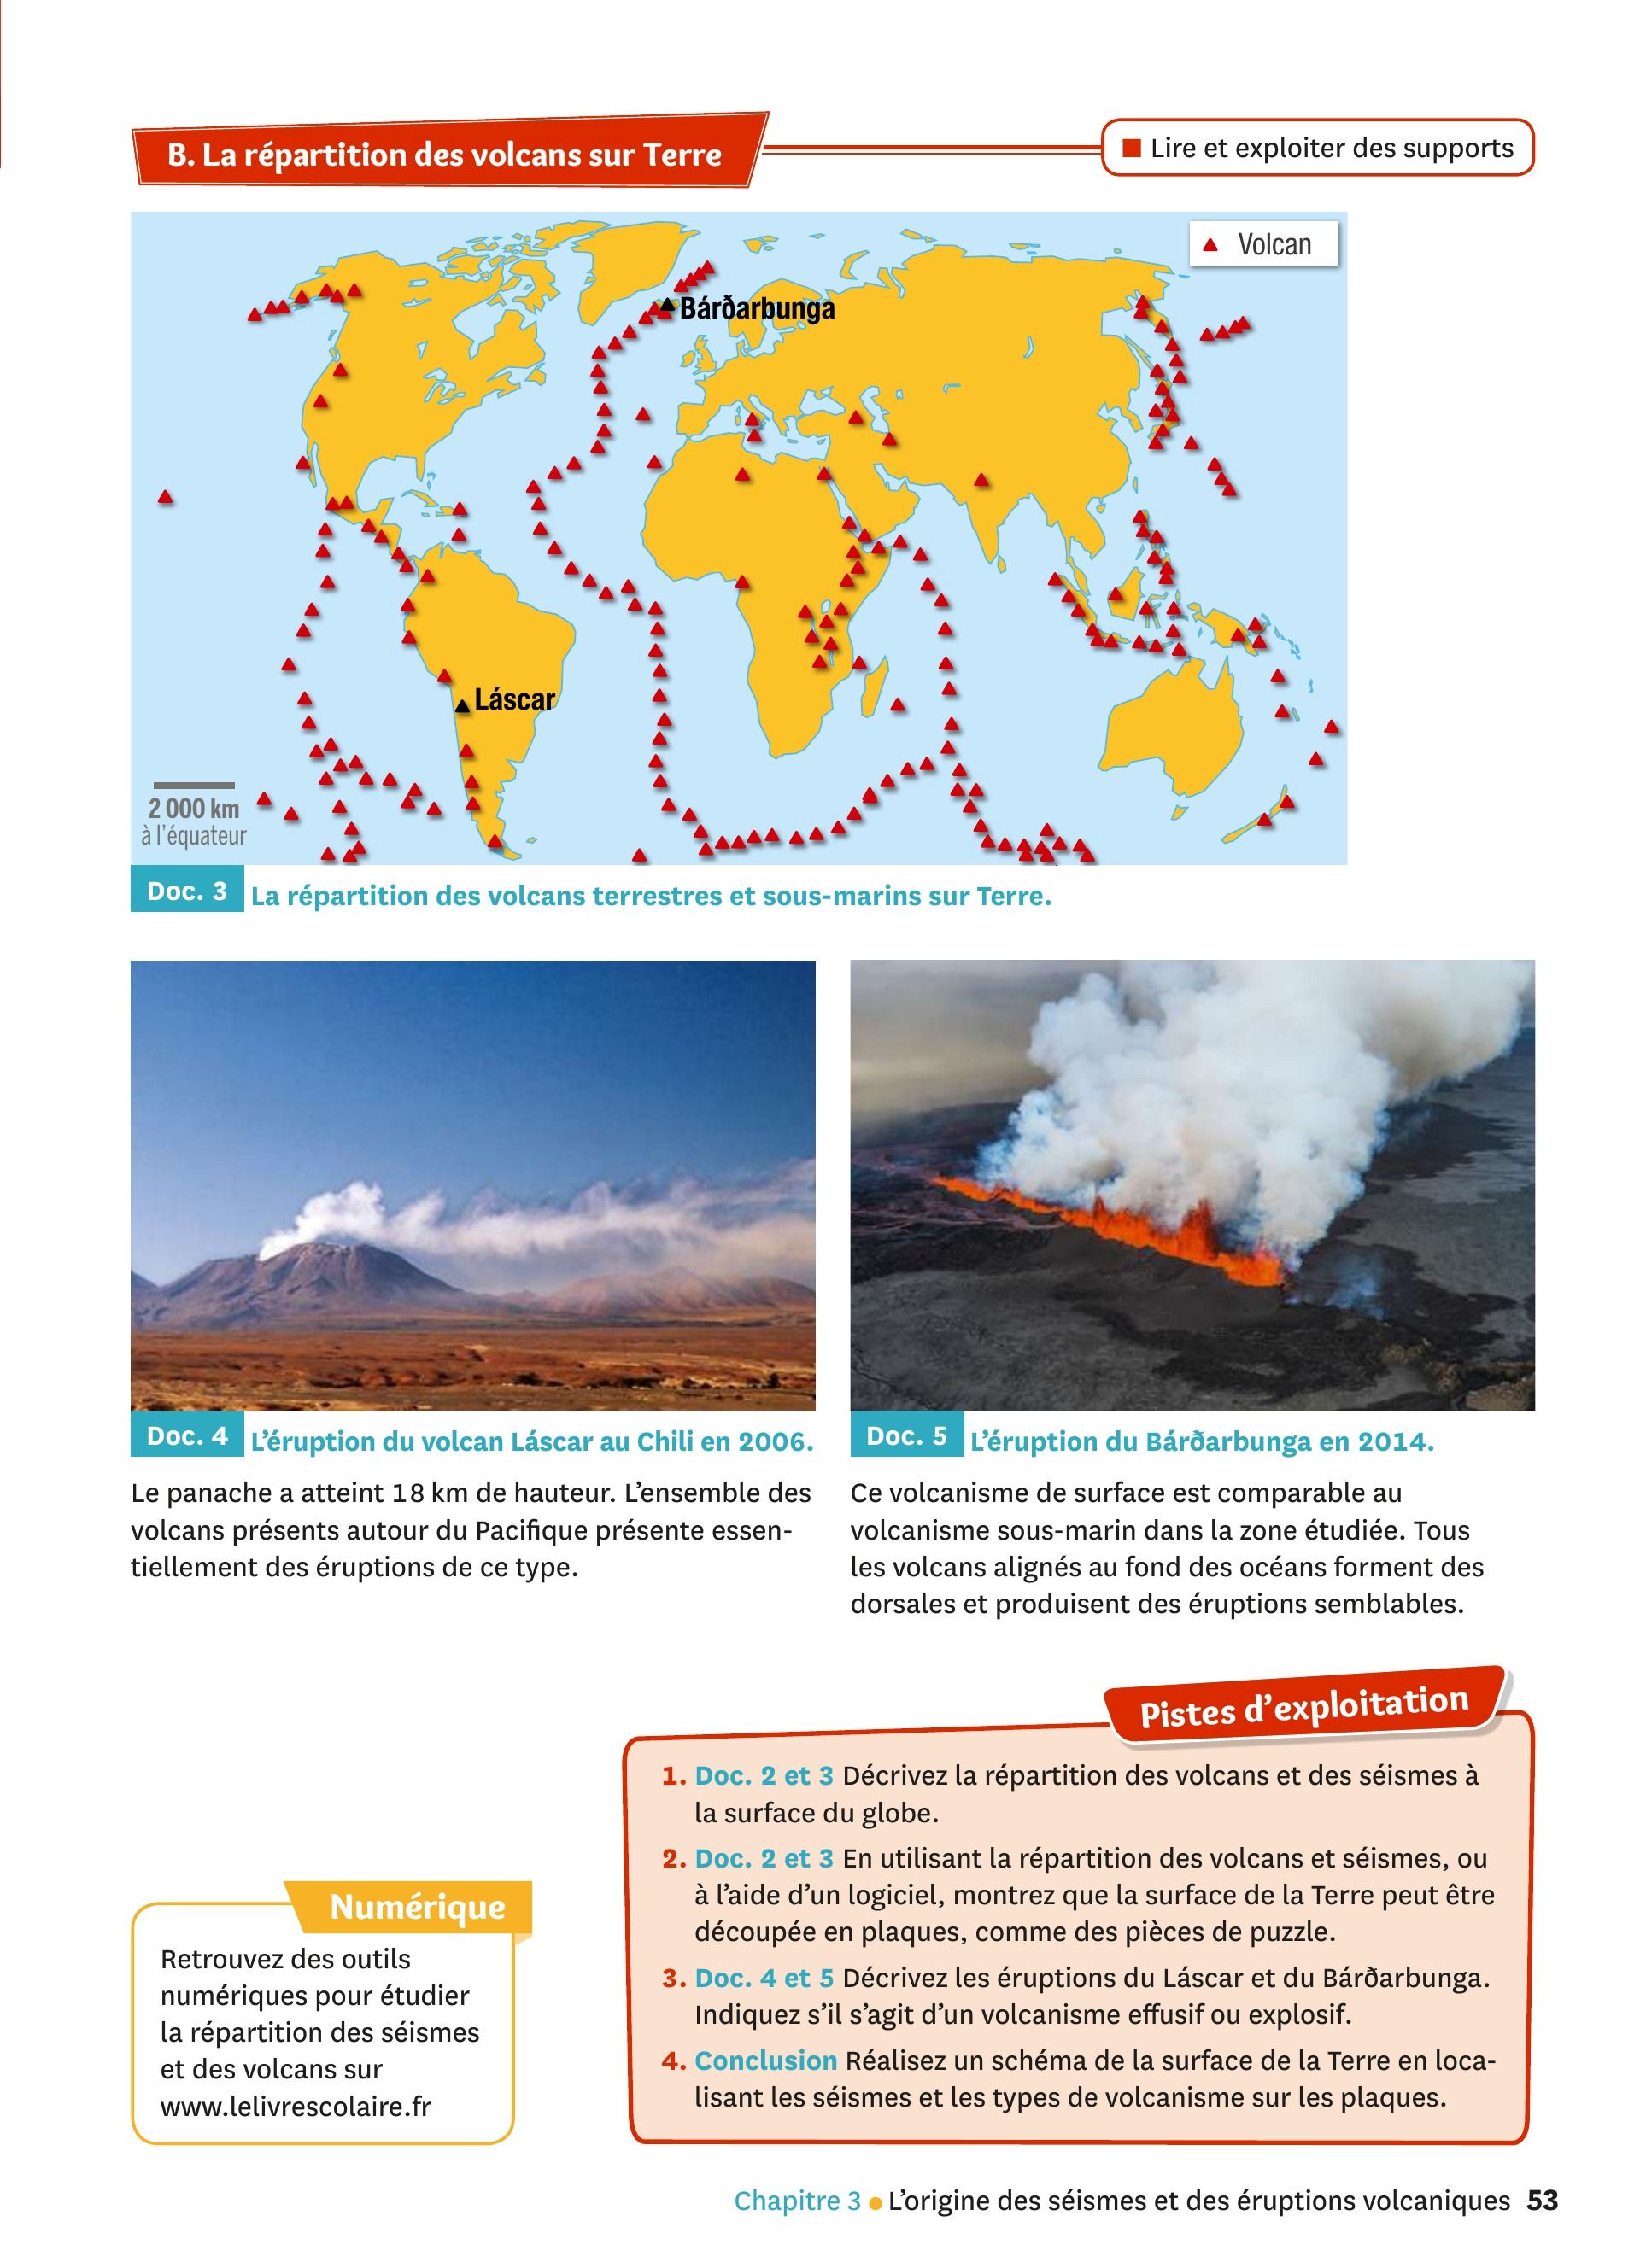 B. La répartition des volcans sur Terre
■ Lire et exploiter des supports
Volcan
Bárðarbunga
Láscar
2 000 km
à l'équateur
Doc. 3 La répartition des volcans terrestres et sous-marins sur Terre.
Doc. 4 L'éruption du volcan Láscar au Chili en 2006.
Le panache a atteint 18 km de hauteur. L'ensemble des
volcans présents autour du Pacifique présente essen-
tiellement des éruptions de ce type.
Doc. 5 L'éruption du Bárðarbunga en 2014.
Ce volcanisme de surface est comparable au
volcanisme sous-marin dans la zone étudiée. Tous
les volcans alignés au fond des océans forment des
dorsales et produisent des éruptions semblables.
Numérique
Retrouvez des outils
numériques pour étudier
la répartition des séismes
et des volcans sur
www.lelivrescolaire.fr
Pistes d'exploitation
1. Doc. 2 et 3 Décrivez la répartition des volcans et des séismes à
la surface du globe.
2. Doc. 2 et 3 En utilisant la répartition des volcans et séismes, ou
à l'aide d'un logiciel, montrez que la surface de la Terre peut être
découpée en plaques, comme des pièces de puzzle.
3. Doc. 4 et 5 Décrivez les éruptions du Láscar et du Bárðarbunga.
Indiquez s'il s'agit d'un volcanisme effusif ou explosif.
4. Conclusion Réalisez un schéma de la surface de la Terre en loca-
lisant les séismes et les types de volcanisme sur les plaques.
Chapitre 3 ● L'origine des séismes et des éruptions volcaniques 53